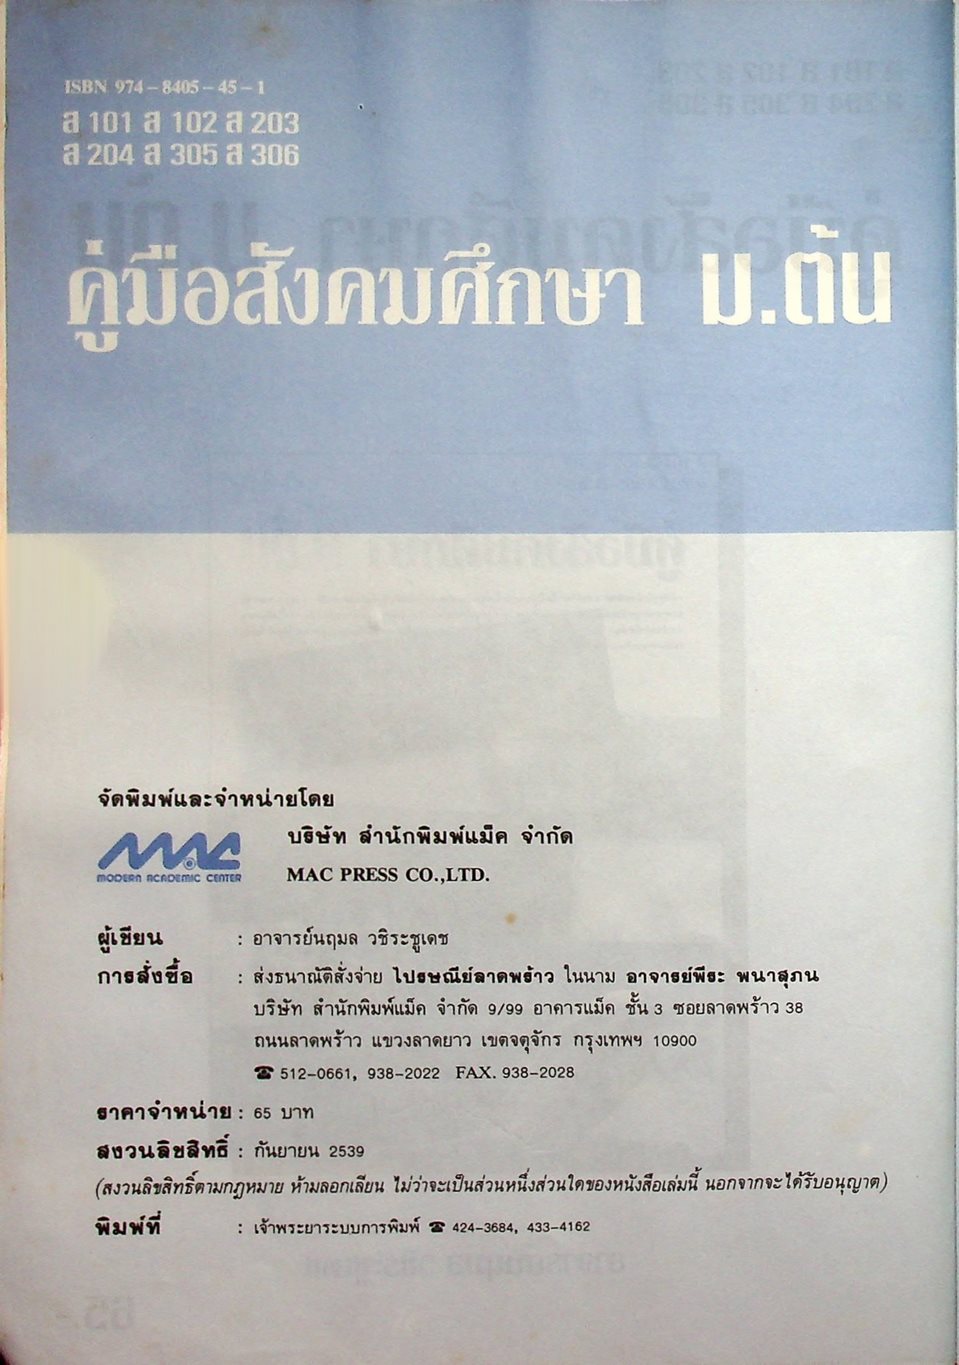 ISBN 974-8405-45-1
ส 101 ส 102 ส 203
ส 204 ส 305 ส 306
คู่มือสังคมศึกษา ม.ต้น
จัดพิมพ์และจำหน่ายโดย
MAC
MODERN ACADEMIC CENTER
บริษัท สำนักพิมพ์แม็ค จำกัด
MAC PRESS CO.,LTD.
ผู้เขียน : อาจารย์นฤมล วชิระชูเดช
การสั่งซื้อ : ส่งธนาณัติสั่งจ่าย ไปรษณีย์ลาดพร้าว ในนาม อาจารย์พีระ พนาสุภน
บริษัท สำนักพิมพ์แม็ค จำกัด 9/99 อาคารแม็ค ชั้น 3 ซอยลาดพร้าว 38
ถนนลาดพร้าว แขวงลาดยาว เขตจตุจักร กรุงเทพฯ 10900
☎ 512-0661, 938-2022 FAX. 938-2028
ราคาจำหน่าย : 65 บาท
สงวนลิขสิทธิ์ : กันยายน 2539
(สงวนลิขสิทธิ์ตามกฎหมาย ห้ามลอกเลียน ไม่ว่าจะเป็นส่วนหนึ่งส่วนใดของหนังสือเล่มนี้ นอกจากจะได้รับอนุญาต)
พิมพ์ที่ : เจ้าพระยาระบบการพิมพ์ ☎ 424-3684, 433-4162